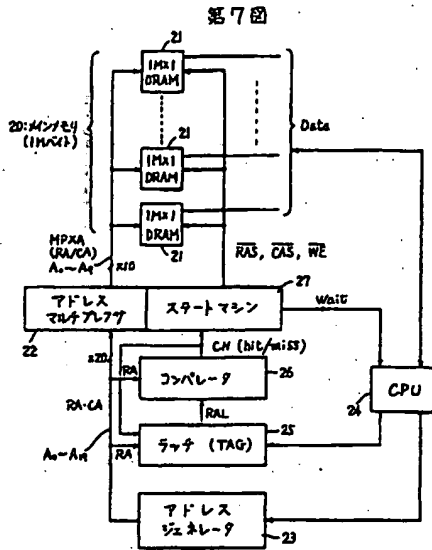 第7図
21
1M×1
DRAM
20:メインメモリ
(1Mバイト)
21
1M×1
DRAM
Data
1M×1
DRAM
21
MPXA
(RA/CA)
A₀~A₉
×10
RAS, CAS, WE
27
アドレス
マルチプレクサ
ステートマシン
Wait
22
CH (bit/miss)
×20
RA
コンパレータ
26
CPU
24
RA・CA
RAL
25
ラッチ (TAG)
A₀~A₁₉
RA
アドレス
ジェネレータ
23